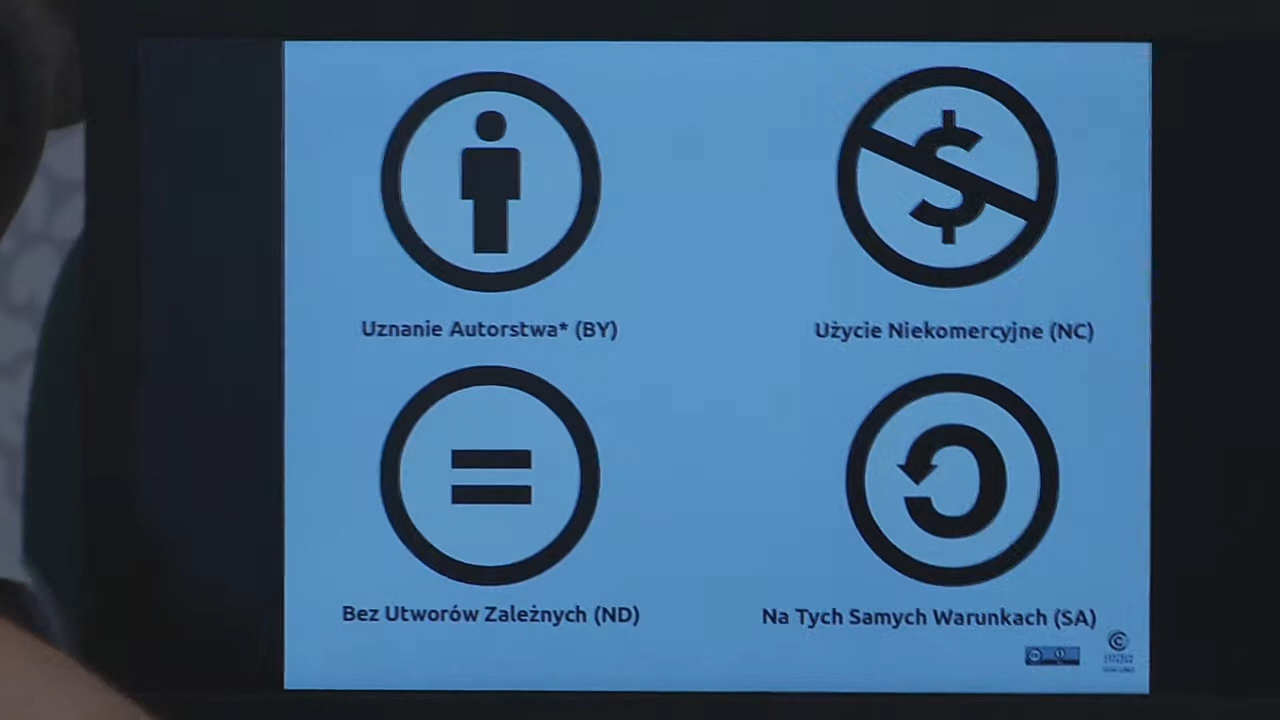 Uznanie Autorstwa* (BY)
Użycie Niekomercyjne (NC)
Bez Utworów Zależnych (ND)
Na Tych Samych Warunkach (SA)